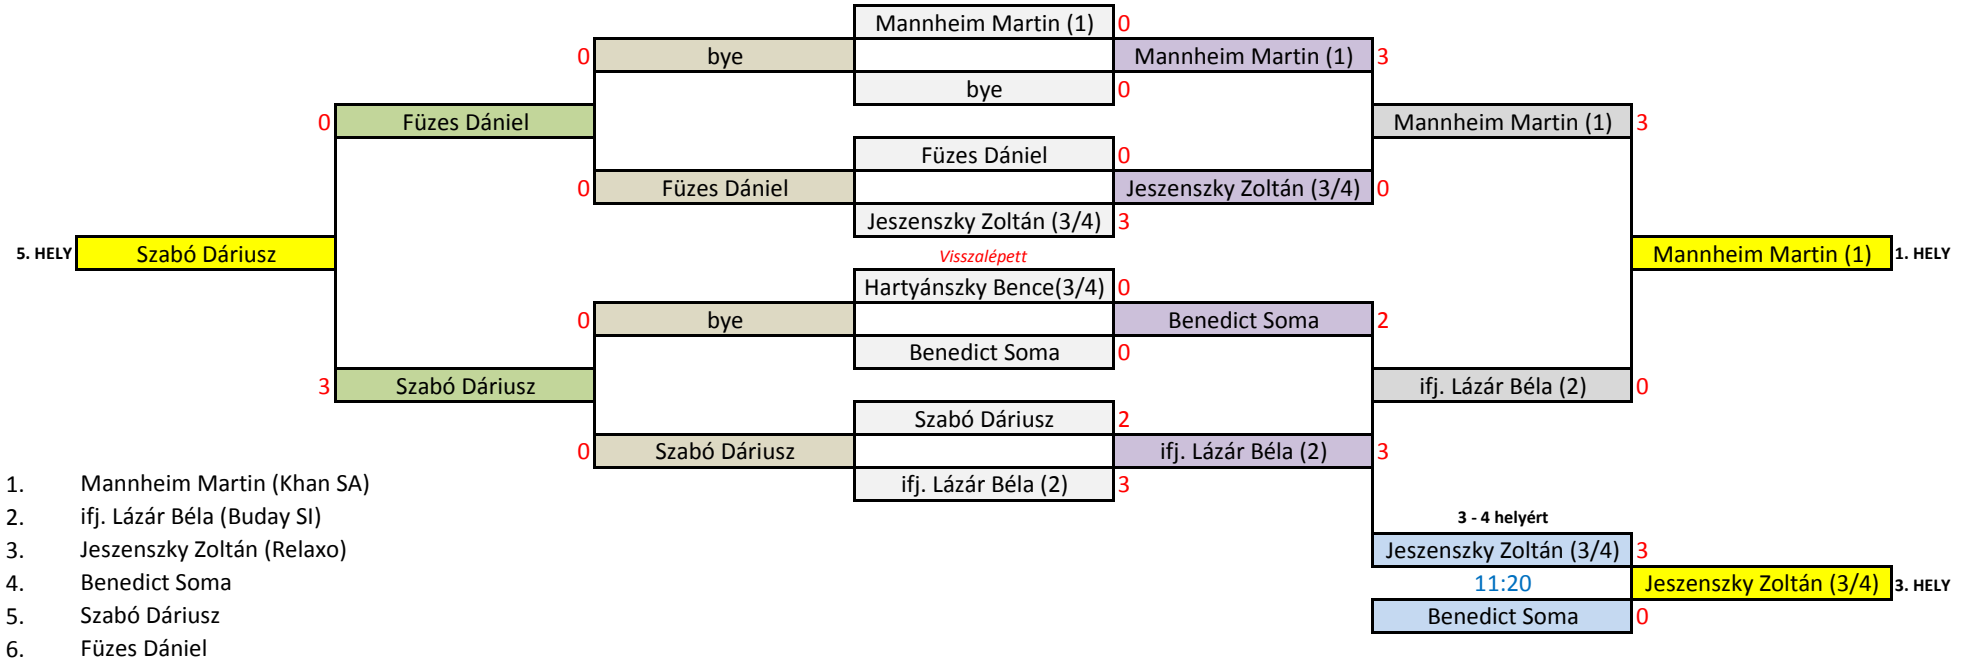 Mannheim Martin (1) 0
0 bye Mannheim Martin (1) 3
bye 0
0 Füzes Dániel Mannheim Martin (1) 3
Füzes Dániel 0
0 Füzes Dániel Jeszenszky Zoltán (3/4) 0
Jeszenszky Zoltán (3/4) 3
5. HELY Szabó Dáriusz Visszalépett Mannheim Martin (1) 1. HELY
Hartyánszky Bence(3/4) 0
0 bye Benedict Soma 2
Benedict Soma 0
3 Szabó Dáriusz ifj. Lázár Béla (2) 0
Szabó Dáriusz 2
0 Szabó Dáriusz ifj. Lázár Béla (2) 3
1. Mannheim Martin (Khan SA) ifj. Lázár Béla (2) 3
2. ifj. Lázár Béla (Buday SI) 3 - 4 helyért
3. Jeszenszky Zoltán (Relaxo) Jeszenszky Zoltán (3/4) 3
4. Benedict Soma 11:20 Jeszenszky Zoltán (3/4) 3. HELY
5. Szabó Dáriusz Benedict Soma 0
6. Füzes Dániel